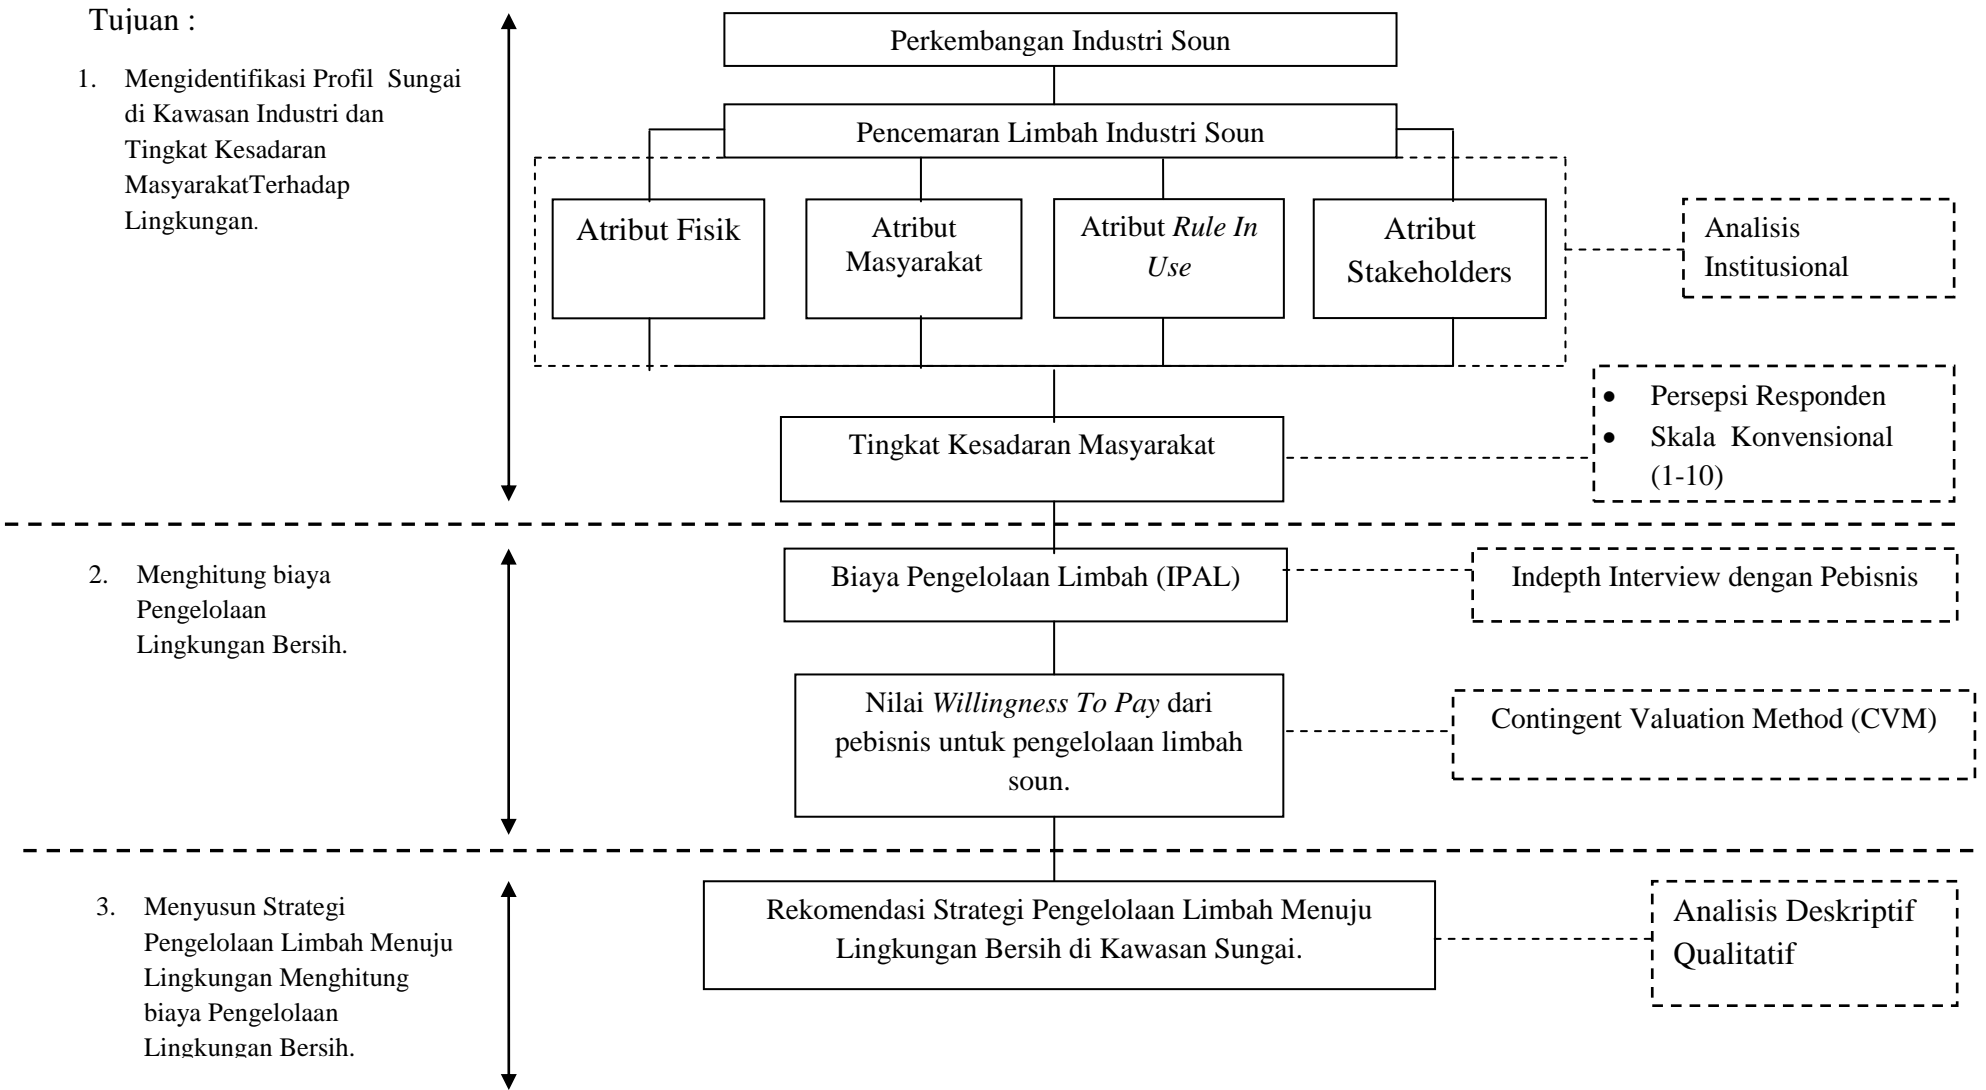 Tujuan :
1. Mengidentifikasi Profil Sungai
di Kawasan Industri dan
Tingkat Kesadaran
MasyarakatTerhadap
Lingkungan.
Perkembangan Industri Soun
Pencemaran Limbah Industri Soun
Atribut Fisik
Atribut
Masyarakat
Atribut Rule In
Use
Atribut
Stakeholders
Analisis
Institusional
Tingkat Kesadaran Masyarakat
• Persepsi Responden
• Skala Konvensional
(1-10)
2. Menghitung biaya
Pengelolaan
Lingkungan Bersih.
Biaya Pengelolaan Limbah (IPAL)
Indepth Interview dengan Pebisnis
Nilai Willingness To Pay dari
pebisnis untuk pengelolaan limbah
soun.
Contingent Valuation Method (CVM)
3. Menyusun Strategi
Pengelolaan Limbah Menuju
Lingkungan Menghitung
biaya Pengelolaan
Lingkungan Bersih.
Rekomendasi Strategi Pengelolaan Limbah Menuju
Lingkungan Bersih di Kawasan Sungai.
Analisis Deskriptif
Qualitatif